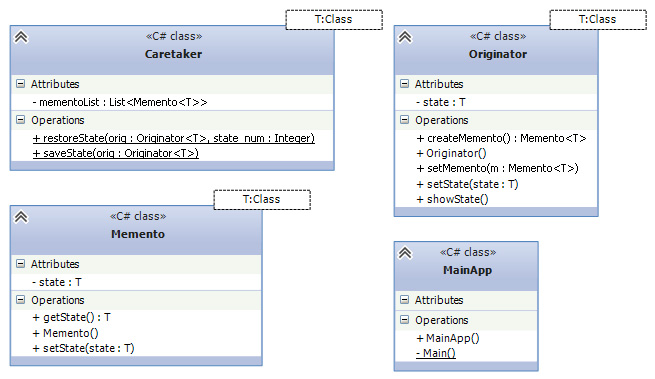 T:Class
«C# class»
Caretaker
Attributes
- mementoList : List<Memento<T>>
Operations
+ restoreState(orig : Originator<T>, state_num : Integer)
+ saveState(orig : Originator<T>)
T:Class
«C# class»
Originator
Attributes
- state : T
Operations
+ createMemento() : Memento<T>
+ Originator()
+ setMemento(m : Memento<T>)
+ setState(state : T)
+ showState()
T:Class
«C# class»
Memento
Attributes
- state : T
Operations
+ getState() : T
+ Memento()
+ setState(state : T)
«C# class»
MainApp
Attributes
Operations
+ MainApp()
- Main()